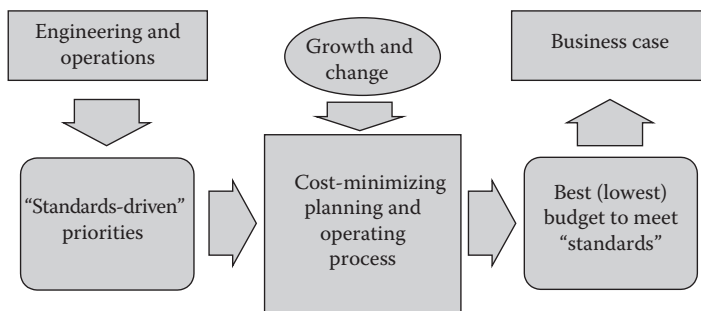 Engineering and
operations
Growth and
change
Business case
“Standards-driven”
priorities
Cost-minimizing
planning and
operating
process
Best (lowest)
budget to meet
“standards”